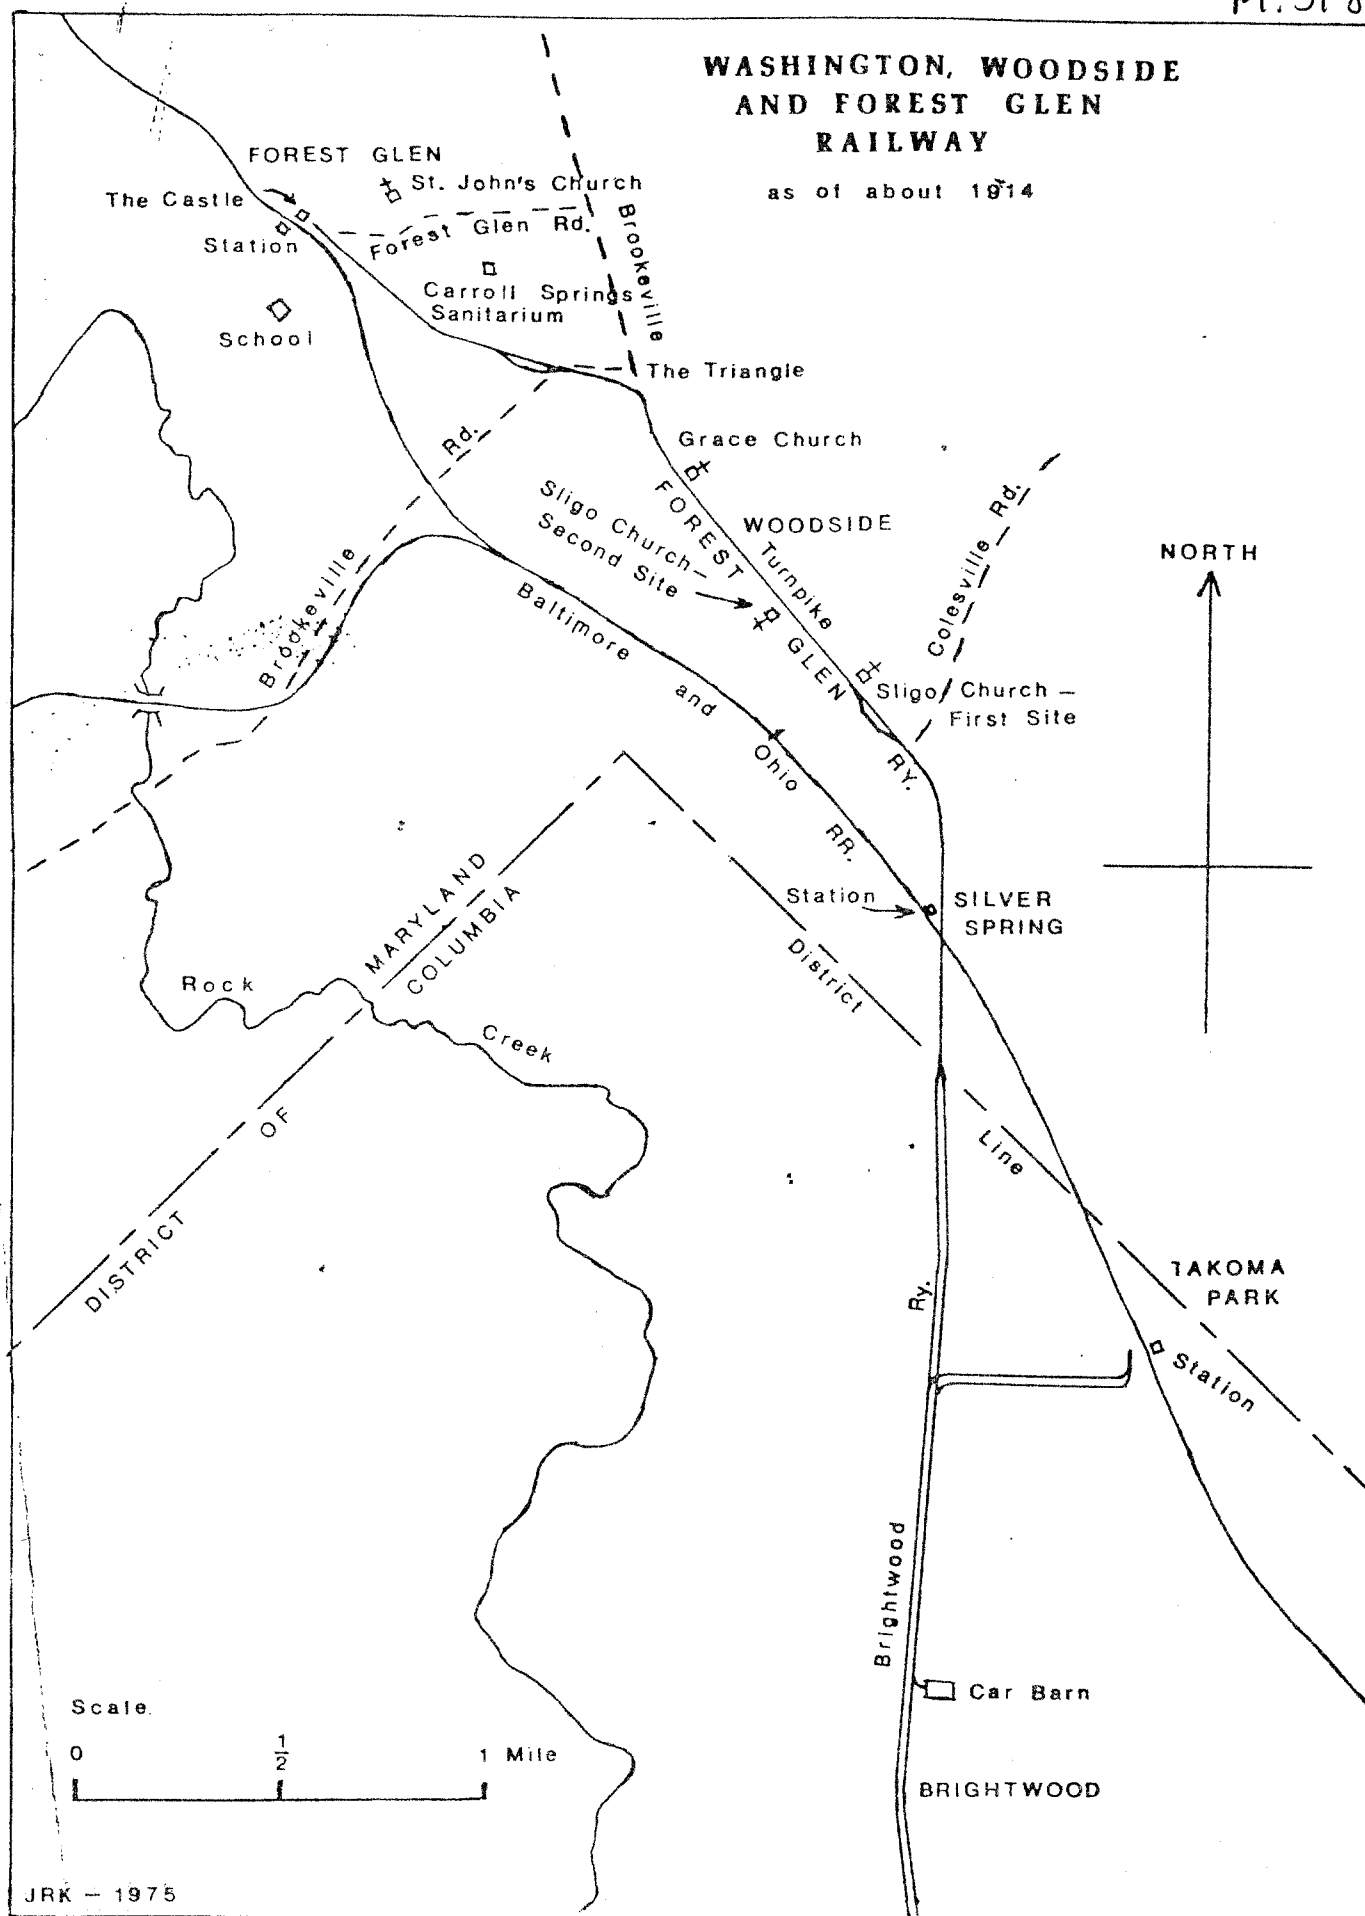 WASHINGTON, WOODSIDE
AND FOREST GLEN
RAILWAY
as of about 1914
FOREST GLEN
The Castle
St. John's Church
Station
Forest Glen Rd.
Brookeville
Carroll Springs
Sanitarium
School
The Triangle
Rd.
Brookeville
Grace Church
FOREST GLEN RY.
WOODSIDE
Turnpike
Sligo Church –
Second Site
Colesville Rd.
NORTH
Sligo Church –
First Site
Baltimore and Ohio RR.
MARYLAND
DISTRICT OF COLUMBIA
Station
SILVER
SPRING
District Line
Rock Creek
TAKOMA
PARK
Station
Brightwood Ry.
Car Barn
BRIGHTWOOD
Scale.
0 1/2 1 Mile
JRK – 1975